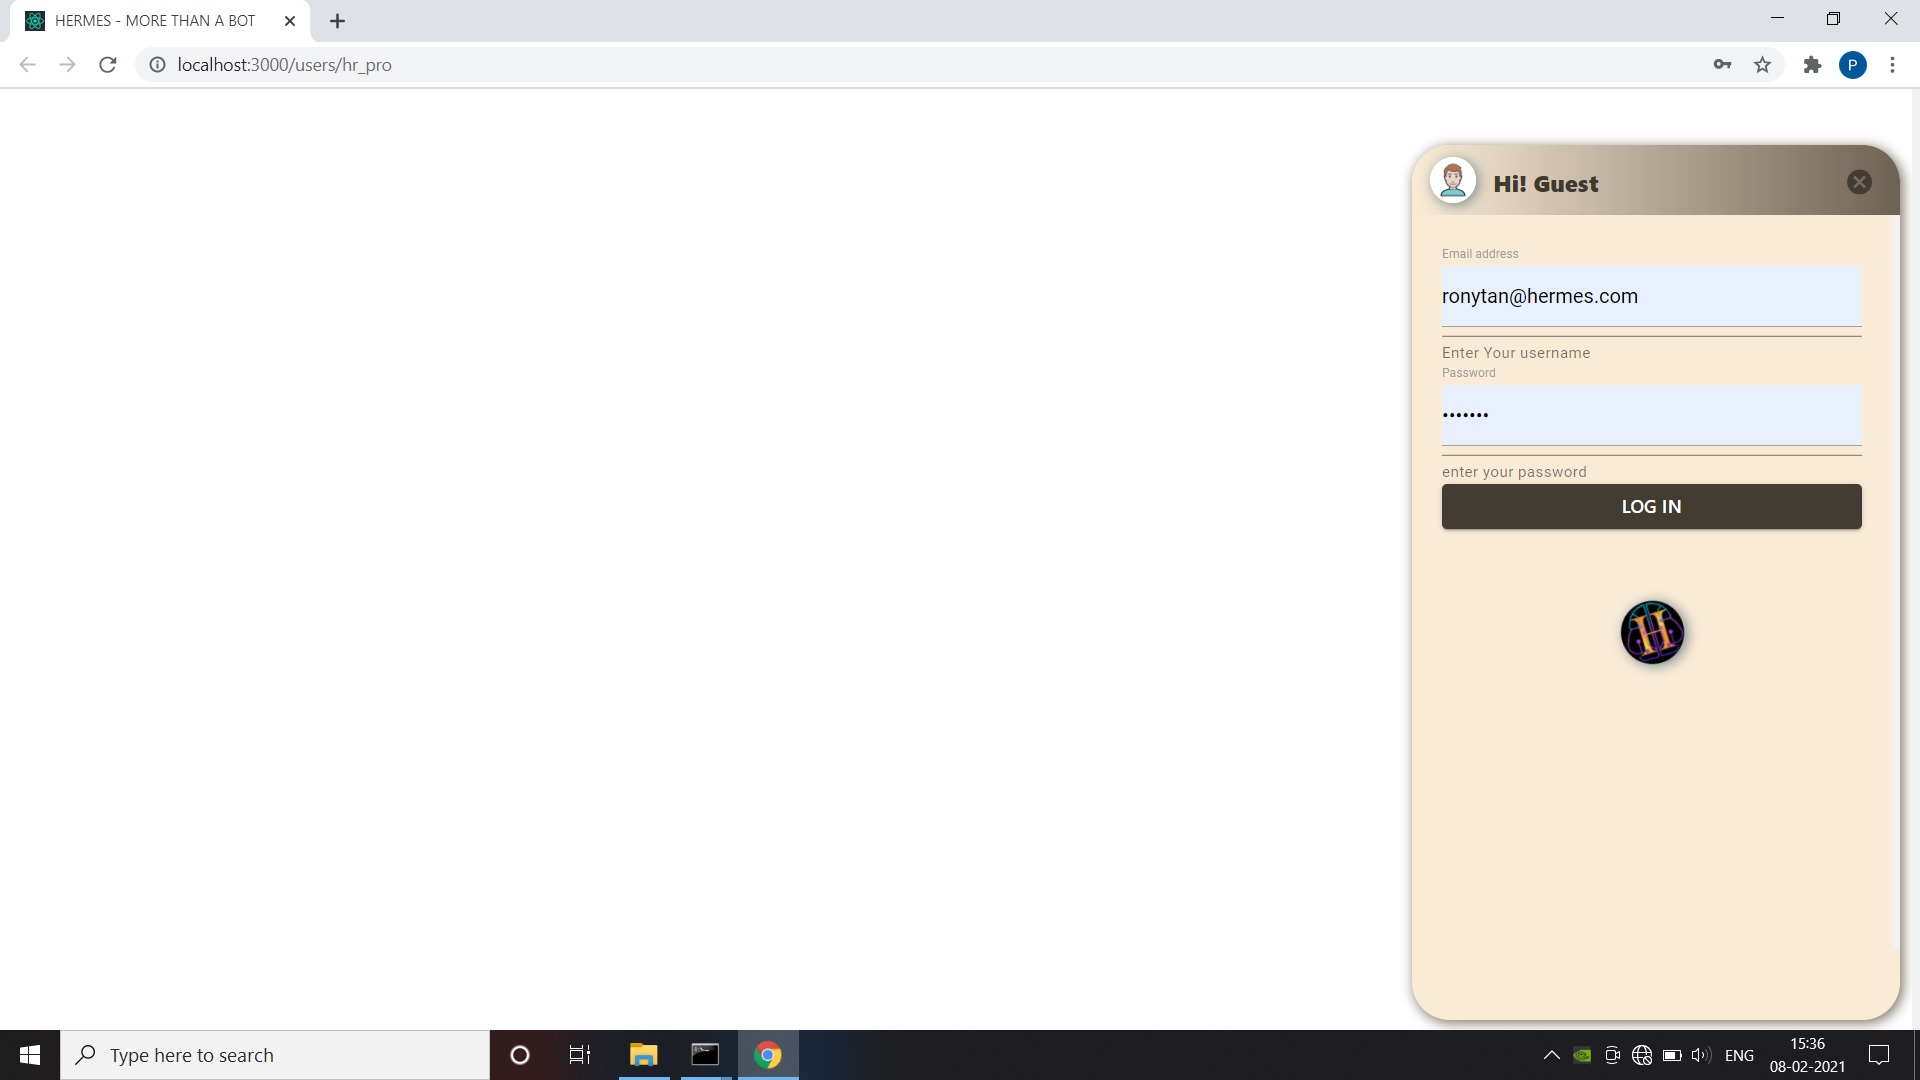 HERMES - MORE THAN A BOT
localhost:3000/users/hr_pro
P
Hi! Guest
Email address
ronytan@hermes.com
Enter Your username
Password
•••••••
enter your password
LOG IN
H
Type here to search
ENG
15:36
08-02-2021